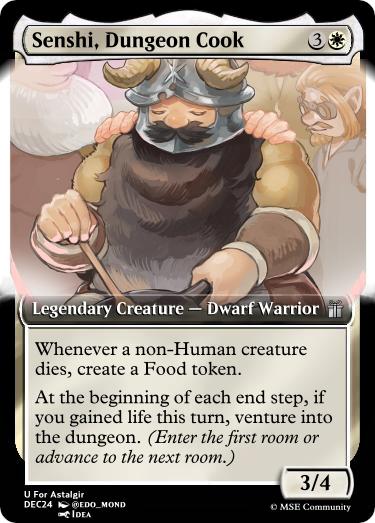 Senshi, Dungeon Cook 3
Legendary Creature — Dwarf Warrior
Whenever a non-Human creature
dies, create a Food token.
At the beginning of each end step, if
you gained life this turn, venture into
the dungeon. (Enter the first room or
advance to the next room.)
3/4
U For Astalgir
DEC24 @EDO_MOND
© MSE Community
IDEA